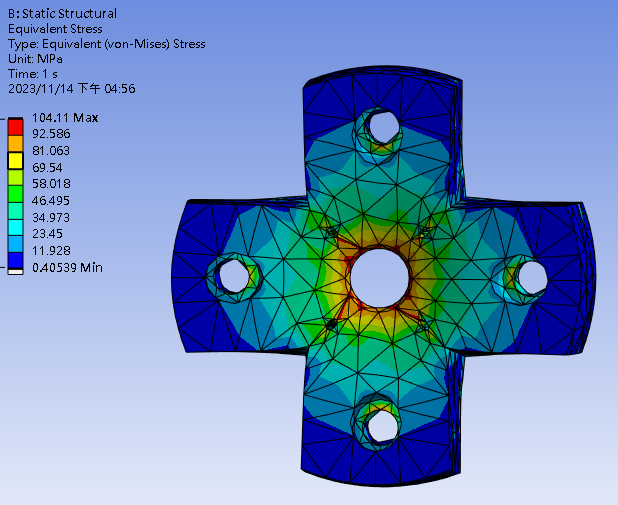 B: Static Structural
Equivalent Stress
Type: Equivalent (von-Mises) Stress
Unit: MPa
Time: 1 s
2023/11/14 下午 04:56
104.11 Max
92.586
81.063
69.54
58.018
46.495
34.973
23.45
11.928
0.40539 Min